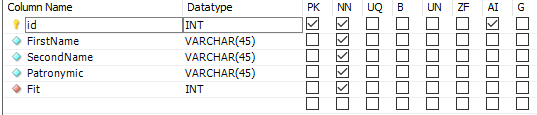 Column Name Datatype PK NN UQ B UN ZF AI G
id INT
FirstName VARCHAR(45)
SecondName VARCHAR(45)
Patronymic VARCHAR(45)
Fit INT